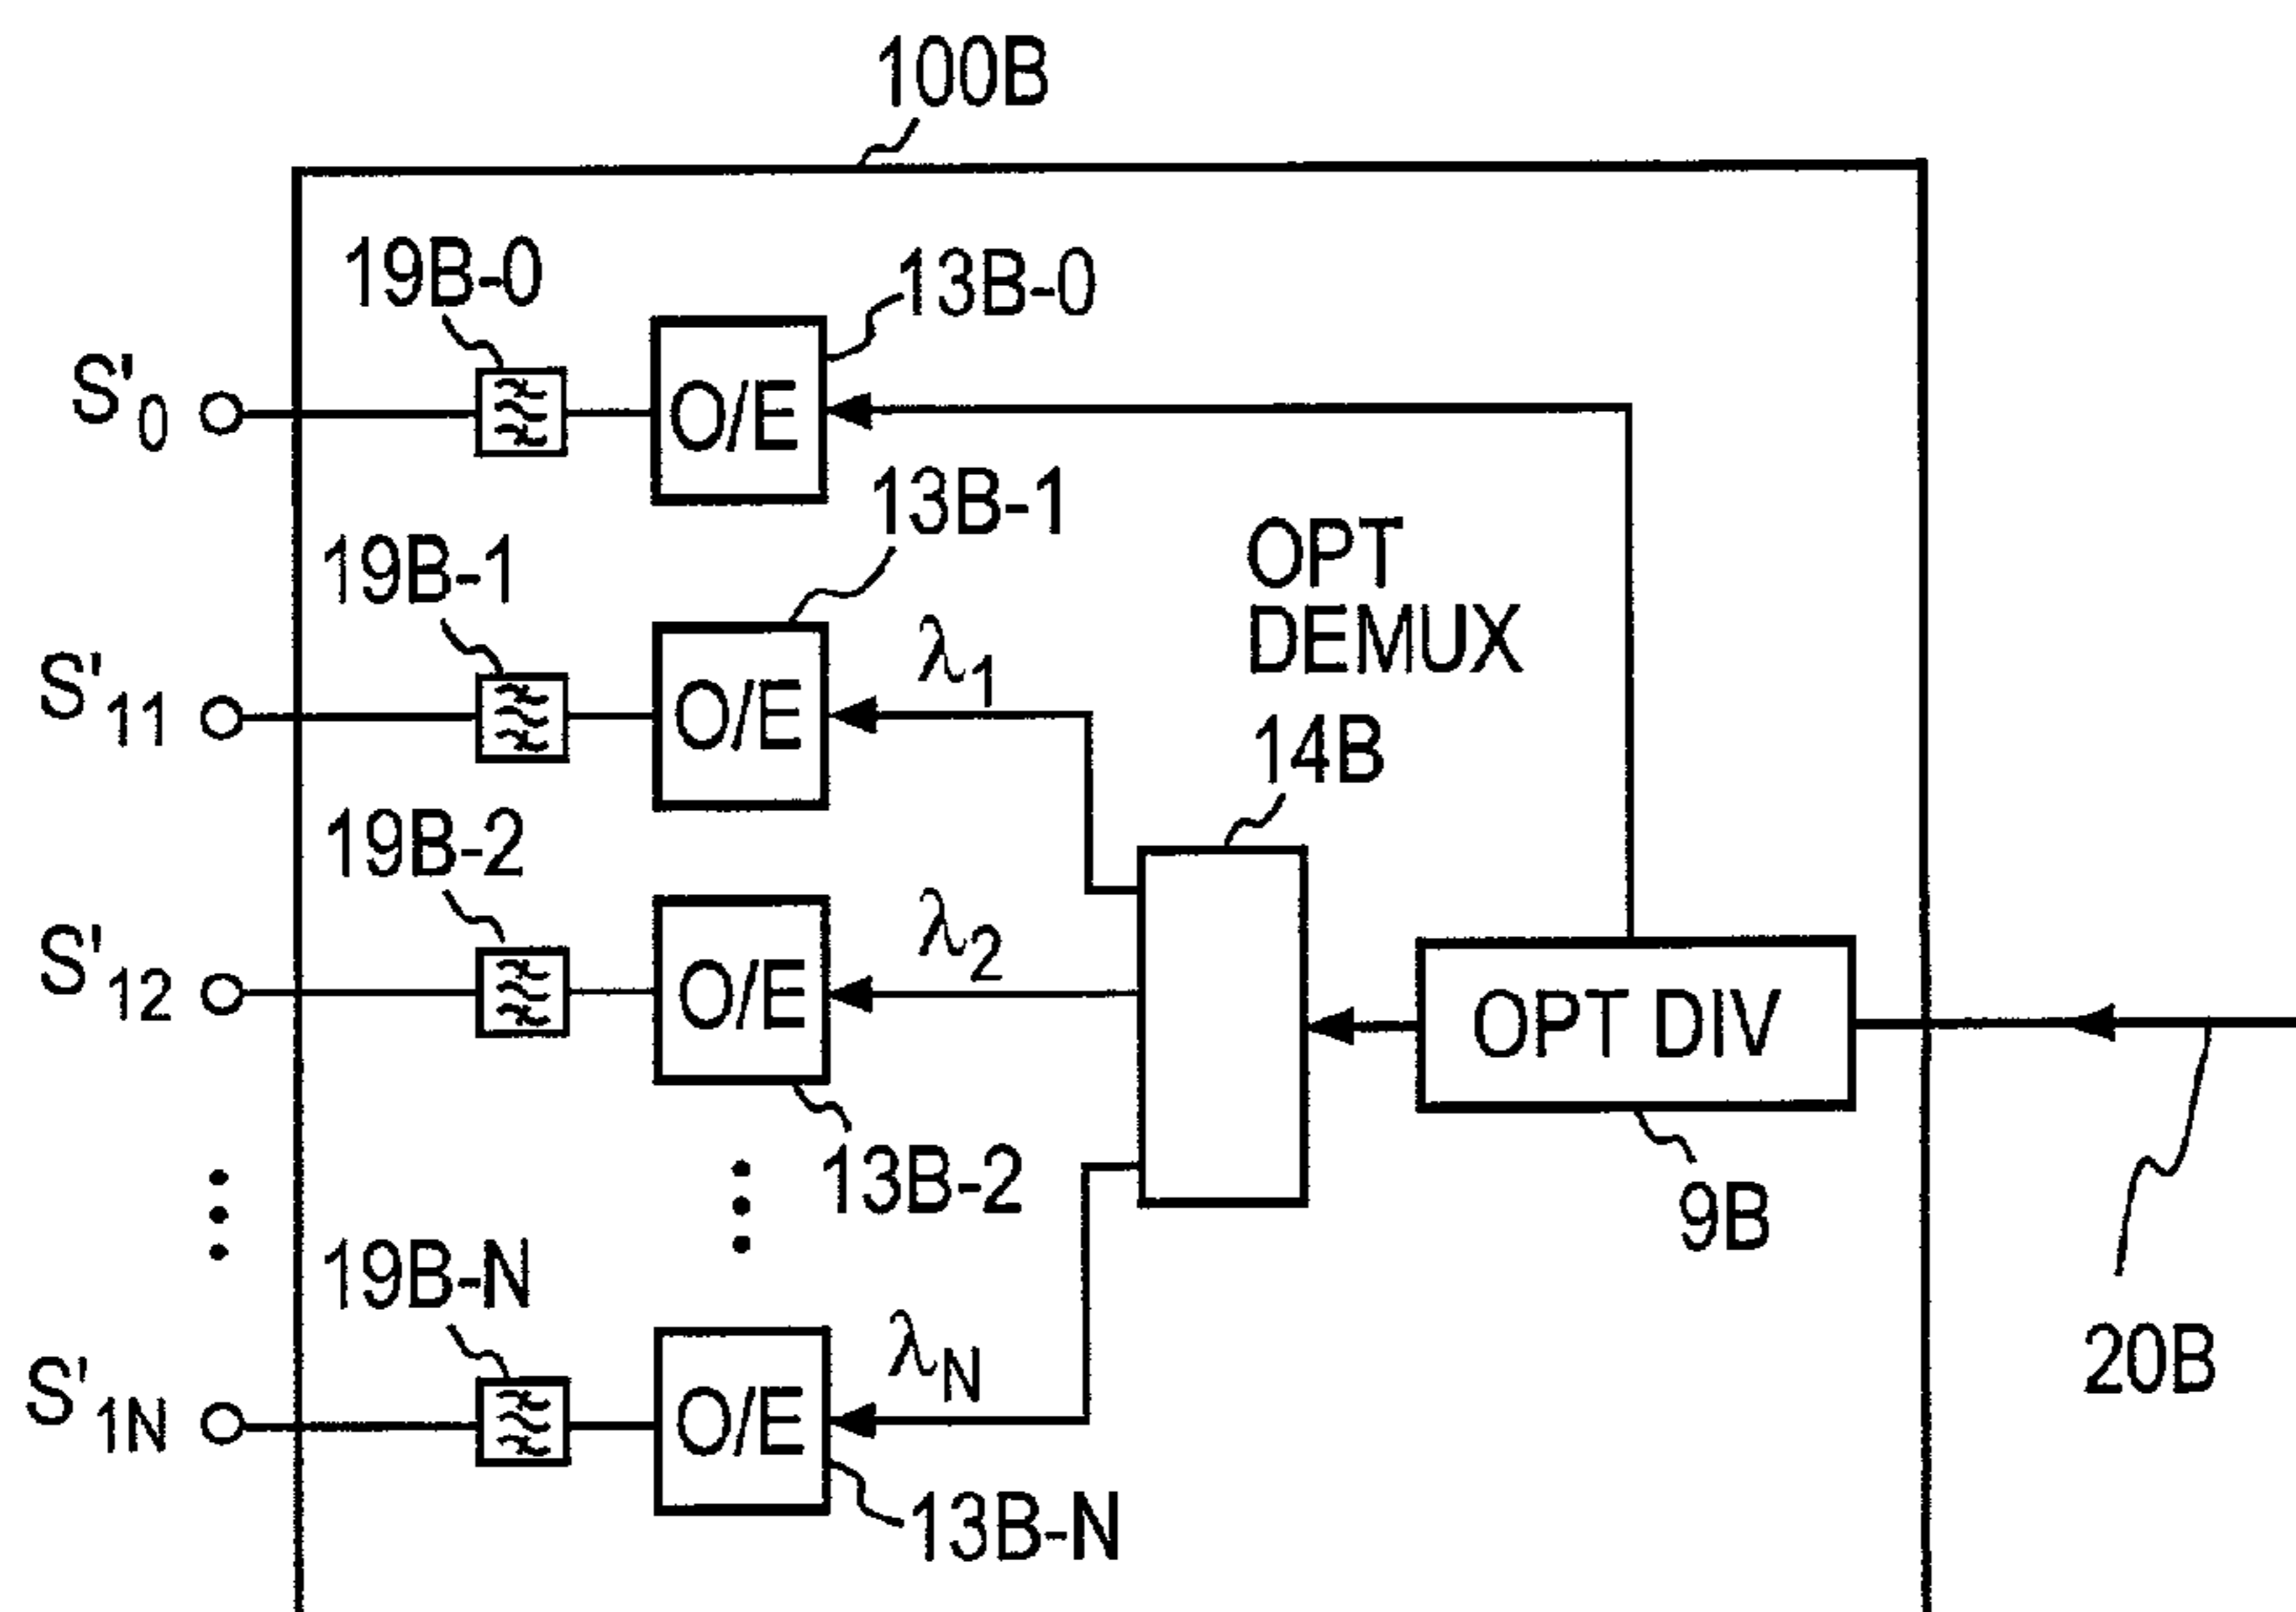 100B
19B-0
13B-0
S'0
O/E
13B-1
OPT
DEMUX
19B-1
λ1
S'11
O/E
14B
19B-2
λ2
S'12
O/E
OPT DIV
13B-2
9B
19B-N
λN
20B
S'1N
O/E
13B-N